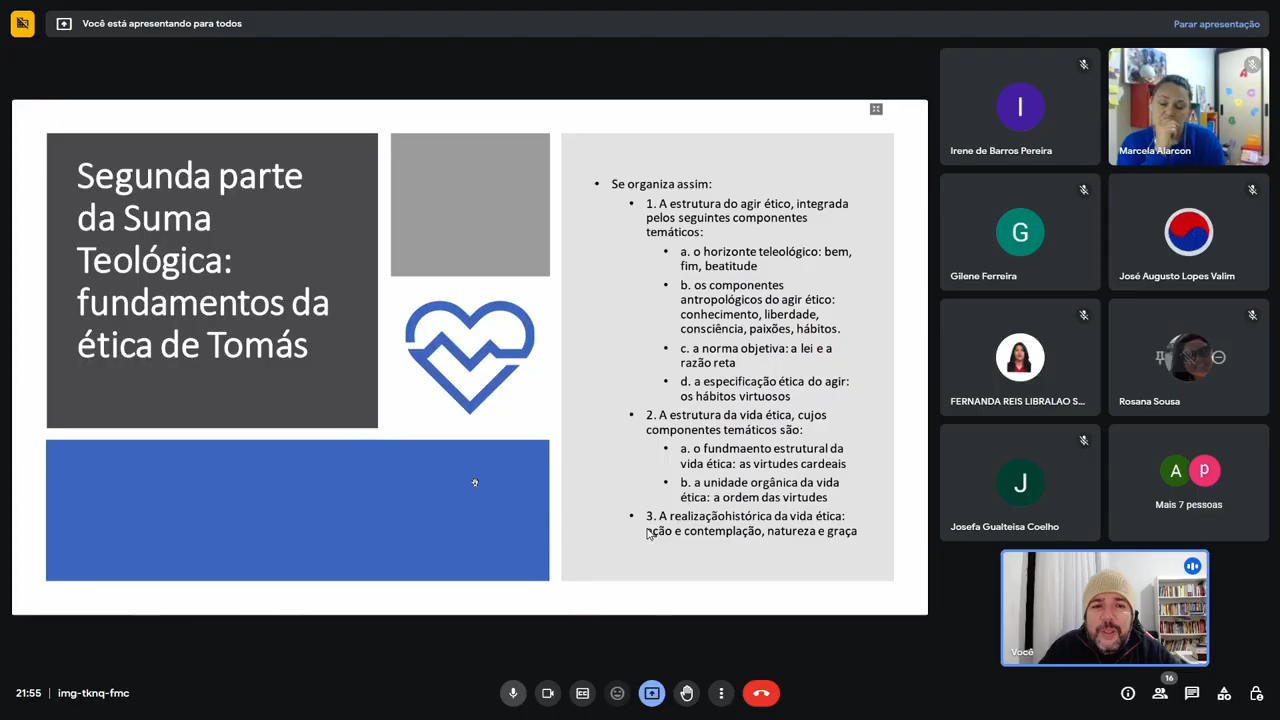 Você está apresentando para todos
Parar apresentação
Segunda parte
da Suma
Teológica:
fundamentos da
ética de Tomás
• Se organiza assim:
• 1. A estrutura do agir ético, integrada
pelos seguintes componentes
temáticos:
• a. o horizonte teleológico: bem,
fim, beatitude
• b. os componentes
antropológicos do agir ético:
conhecimento, liberdade,
consciência, paixões, hábitos.
• c. a norma objetiva: a lei e a
razão reta
• d. a especificação ética do agir:
os hábitos virtuosos
• 2. A estrutura da vida ética, cujos
componentes temáticos são:
• a. o fundmaento estrutural da
vida ética: as virtudes cardeais
• b. a unidade orgânica da vida
ética: a ordem das virtudes
• 3. A realizaçãohistórica da vida ética:
ação e contemplação, natureza e graça
I
Irene de Barros Pereira
Marcela Alarcon
G
Gilene Ferreira
José Augusto Lopes Valim
FERNANDA REIS LIBRALAO S...
Rosana Sousa
J
Josefa Gualteisa Coelho
A
p
Mais 7 pessoas
Você
21:55 | img-tknq-fmc
16